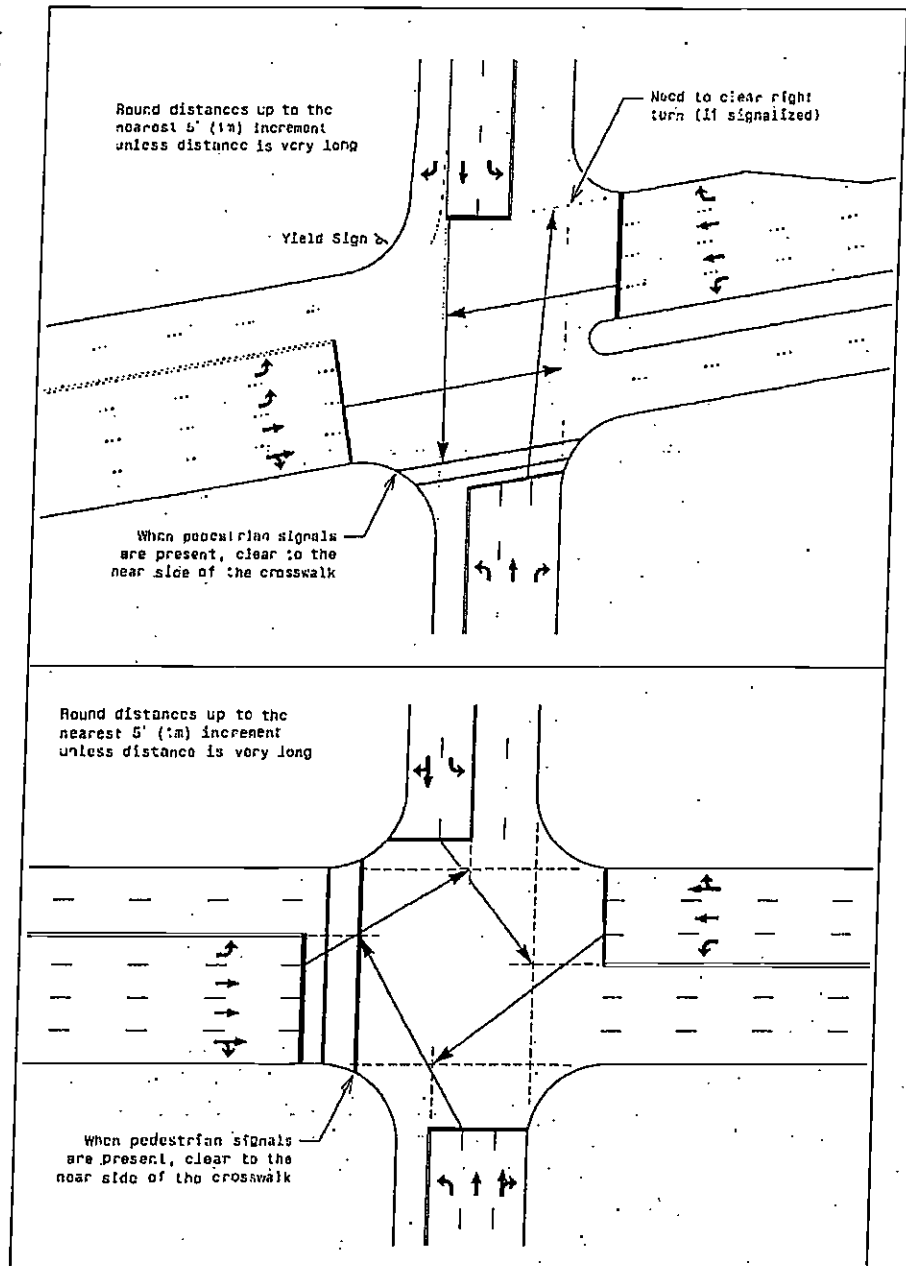 Round distances up to the
nearest 5' (1m) increment
unless distance is very long
Need to clear right
turn (if signalized)
Yield Sign
When pedestrian signals
are present, clear to the
near side of the crosswalk
Round distances up to the
nearest 5' (1m) increment
unless distance is very long
When pedestrian signals
are present, clear to the
near side of the crosswalk